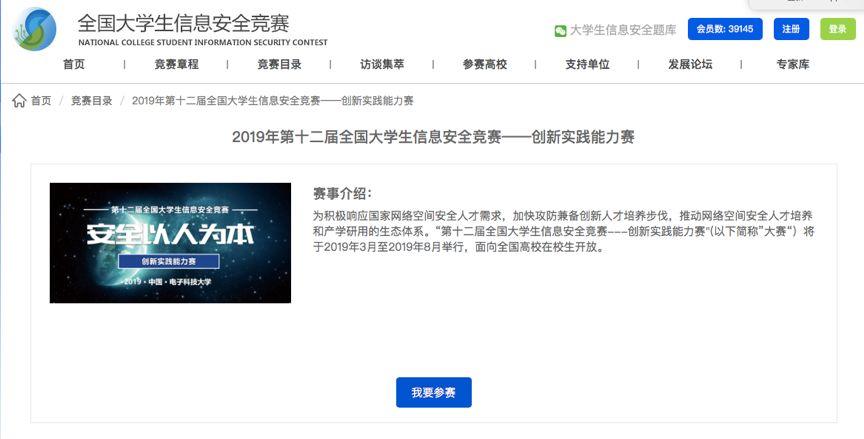 全国大学生信息安全竞赛
NATIONAL COLLEGE STUDENT INFORMATION SECURITY CONTEST
大学生信息安全题库
会员数: 39145
注册
登录
首页 | 竞赛章程 | 竞赛目录 | 访谈集萃 | 参赛高校 | 支持单位 | 发展论坛 | 专家库
首页 / 竞赛目录 / 2019年第十二届全国大学生信息安全竞赛——创新实践能力赛
2019年第十二届全国大学生信息安全竞赛——创新实践能力赛
第十二届全国大学生信息安全竞赛
安全以人为本
创新实践能力赛
·2019·中国·电子科技大学
赛事介绍:
为积极响应国家网络空间安全人才需求，加快攻防兼备创新人才培养步伐，推动网络空间安全人才培养
和产学研用的生态体系。“第十二届全国大学生信息安全竞赛---创新实践能力赛“(以下简称”大赛“）将
于2019年3月至2019年8月举行，面向全国高校在校生开放。
我要参赛